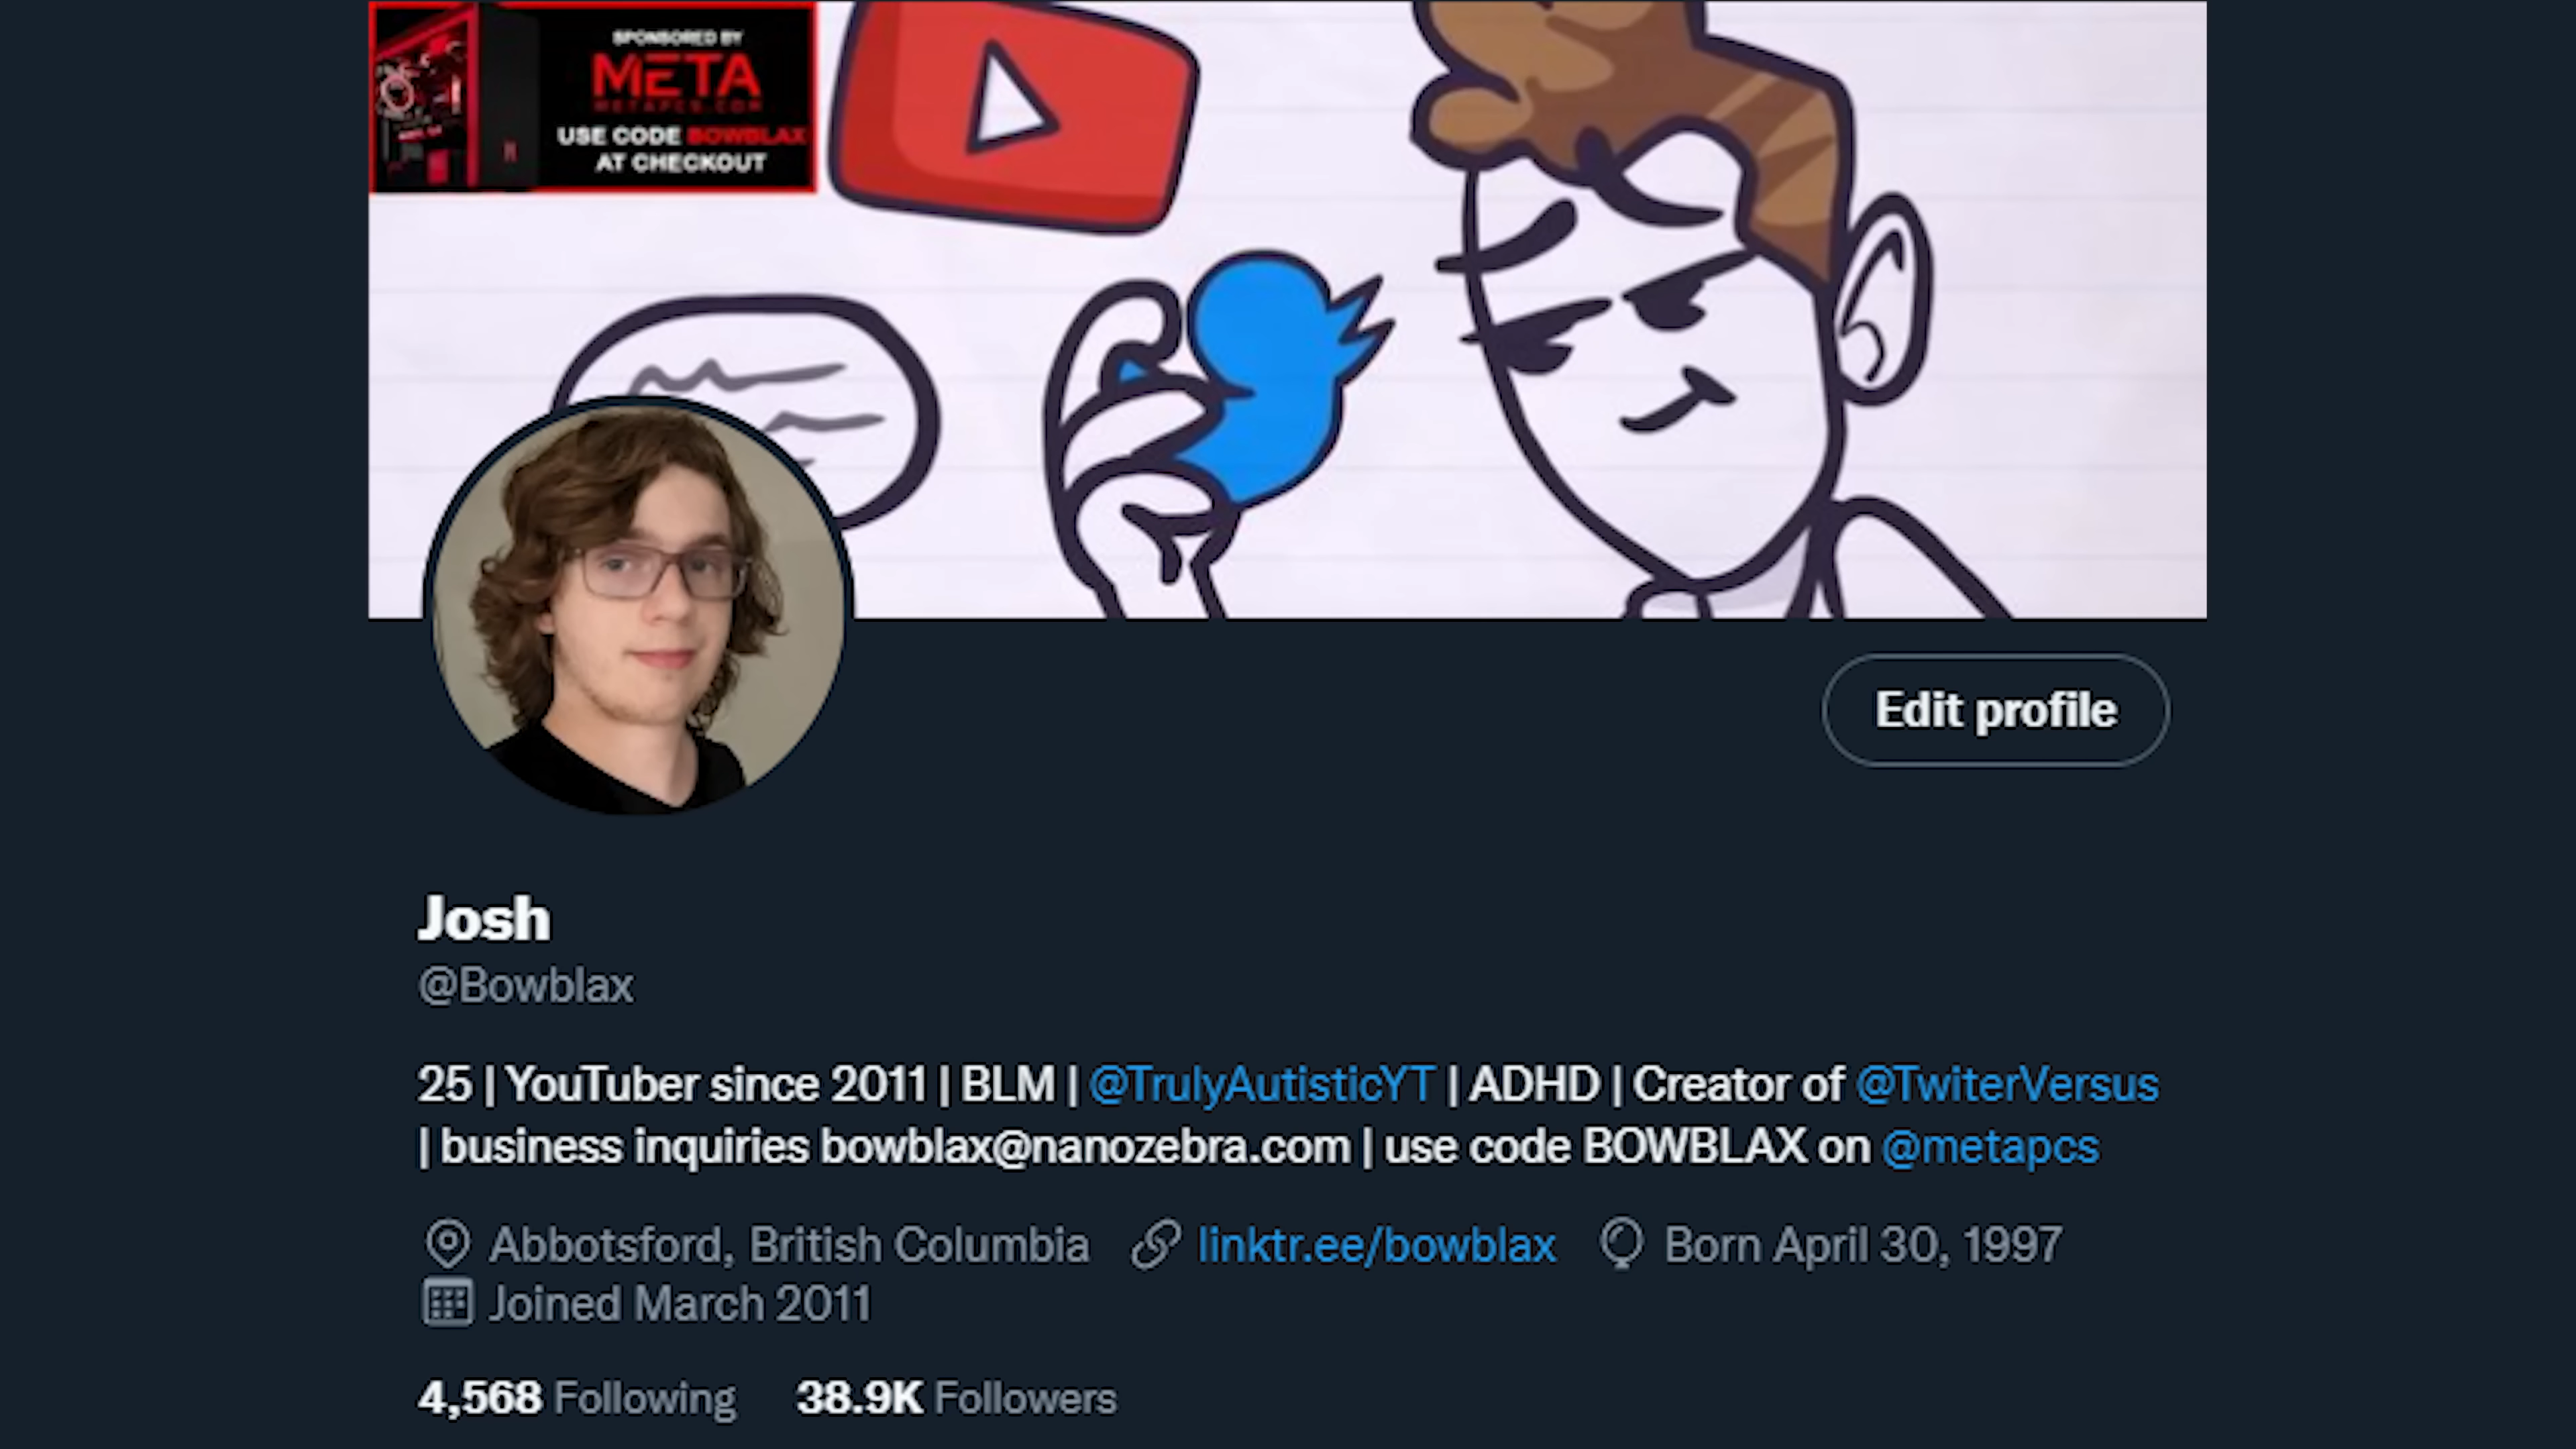 SPONSORED BY
META
METAPCS.COM
USE CODE BOWBLAX
AT CHECKOUT
Edit profile
Josh
@Bowblax
25 | YouTuber since 2011 | BLM | @TrulyAutisticYT | ADHD | Creator of @TwiterVersus
| business inquiries bowblax@nanozebra.com | use code BOWBLAX on @metapcs
Abbotsford, British Columbia linktr.ee/bowblax Born April 30, 1997
Joined March 2011
4,568 Following 38.9K Followers